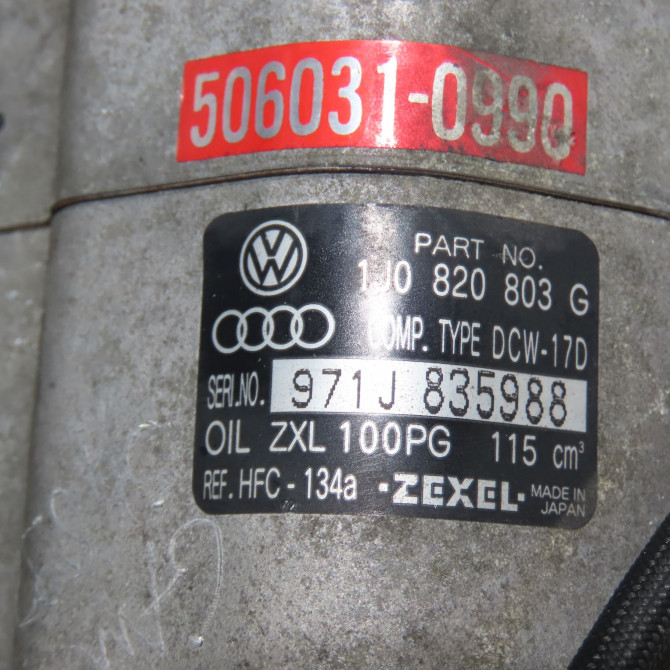 506031-0990
PART NO.
1J0 820 803 G
COMP. TYPE DCW-17D
SERI.NO. 971J 835988
OIL ZXL 100PG 115 cm³
REF. HFC - 134a ·ZEXEL· MADE IN
JAPAN